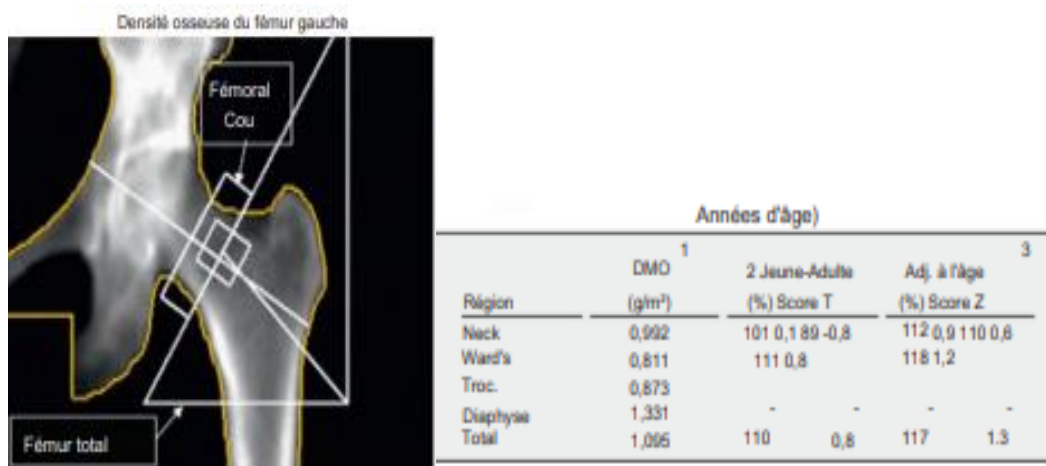 Densité osseuse du fémur gauche
Fémoral
Cou
Fémur total
Années d'âge)
1 3
DMO 2 Jeune-Adulte Adj. à l'âge
Région (g/m²) (%) Score T (%) Score Z
Neck 0,992 101 0,1 89 -0,8 112 0,9 110 0,6
Ward's 0,811 111 0,8 118 1,2
Troc. 0,873
Diaphyse 1,331 - - - -
Total 1,095 110 0,8 117 1.3